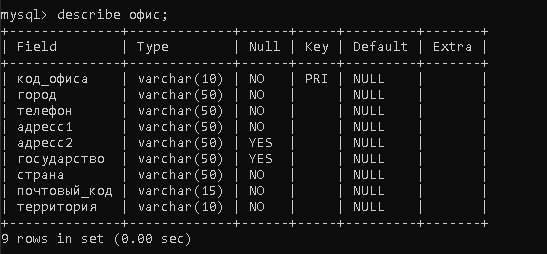 mysql> describe офис;
+--------------+-------------+------+-----+---------+-------+
| Field        | Type        | Null | Key | Default | Extra |
+--------------+-------------+------+-----+---------+-------+
| код_офиса    | varchar(10) | NO   | PRI | NULL    |       |
| город        | varchar(50) | NO   |     | NULL    |       |
| телефон      | varchar(50) | NO   |     | NULL    |       |
| адресс1      | varchar(50) | NO   |     | NULL    |       |
| адресс2      | varchar(50) | YES  |     | NULL    |       |
| государство  | varchar(50) | YES  |     | NULL    |       |
| страна       | varchar(50) | NO   |     | NULL    |       |
| почтовый_код | varchar(15) | NO   |     | NULL    |       |
| территория   | varchar(10) | NO   |     | NULL    |       |
+--------------+-------------+------+-----+---------+-------+
9 rows in set (0.00 sec)